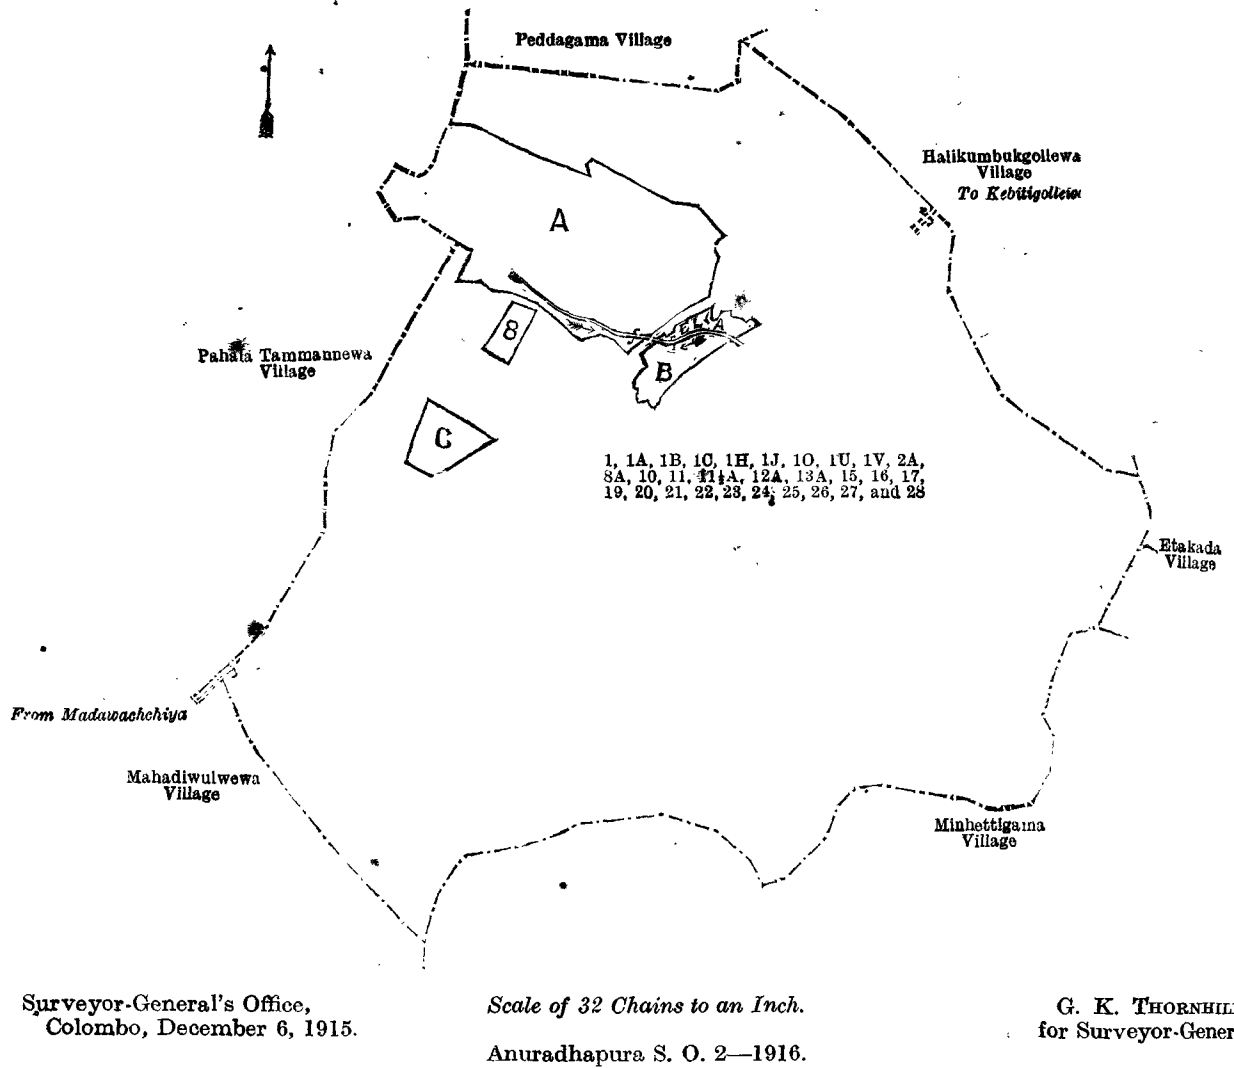 Peddagama Village
Halikumbukgollewa
Village
To Kebitigollewa
A
8
ELA
B
Pahala Tammannewa
Village
C
1, 1A, 1B, 1C, 1H, 1J, 1O, 1U, 1V, 2A,
8A, 10, 11, 11½A, 12A, 13A, 15, 16, 17,
19, 20, 21, 22, 23, 24, 25, 26, 27, and 28
Etakada
Village
From Madawachchiya
Mahadiwulwewa
Village
Minhettigama
Village
Surveyor-General's Office,
Colombo, December 6, 1915.
Scale of 32 Chains to an Inch.
Anuradhapura S. O. 2—1916.
G. K. THORNHIL
for Surveyor-Gener